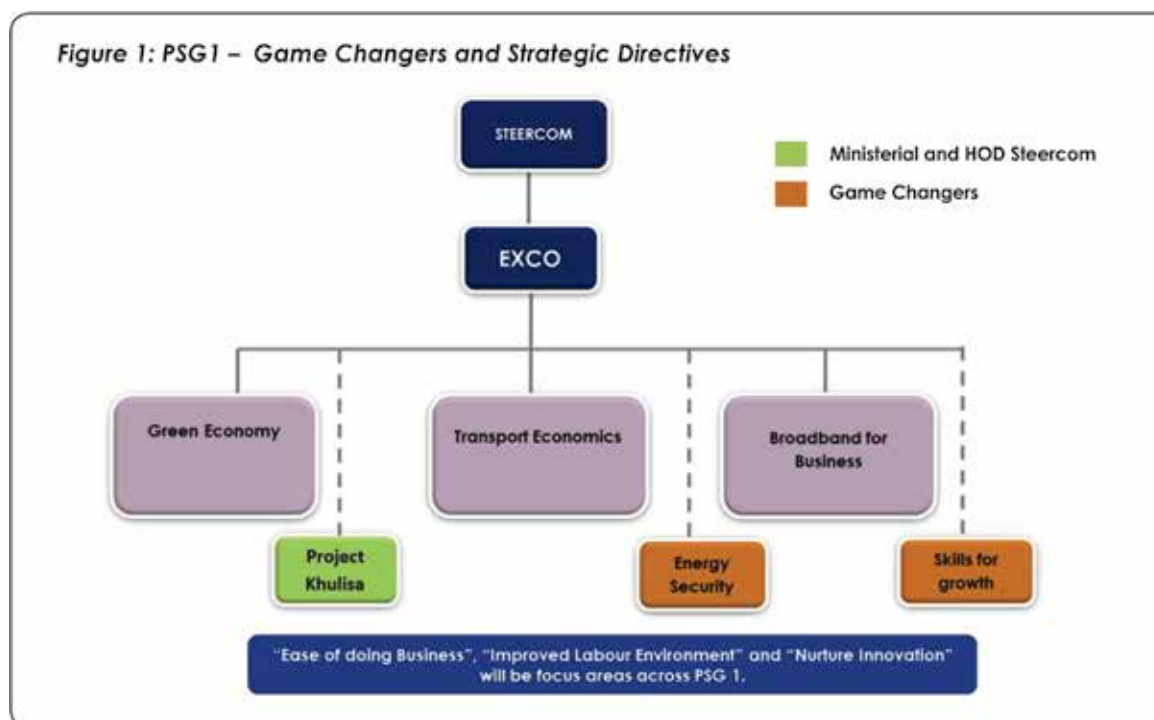 Figure 1: PSG1 – Game Changers and Strategic Directives
STEERCOM
Ministerial and HOD Steercom
Game Changers
EXCO
Green Economy
Transport Economics
Broadband for
Business
Project
Khulisa
Energy
Security
Skills for
growth
"Ease of doing Business", "Improved Labour Environment" and "Nurture Innovation"
will be focus areas across PSG 1.